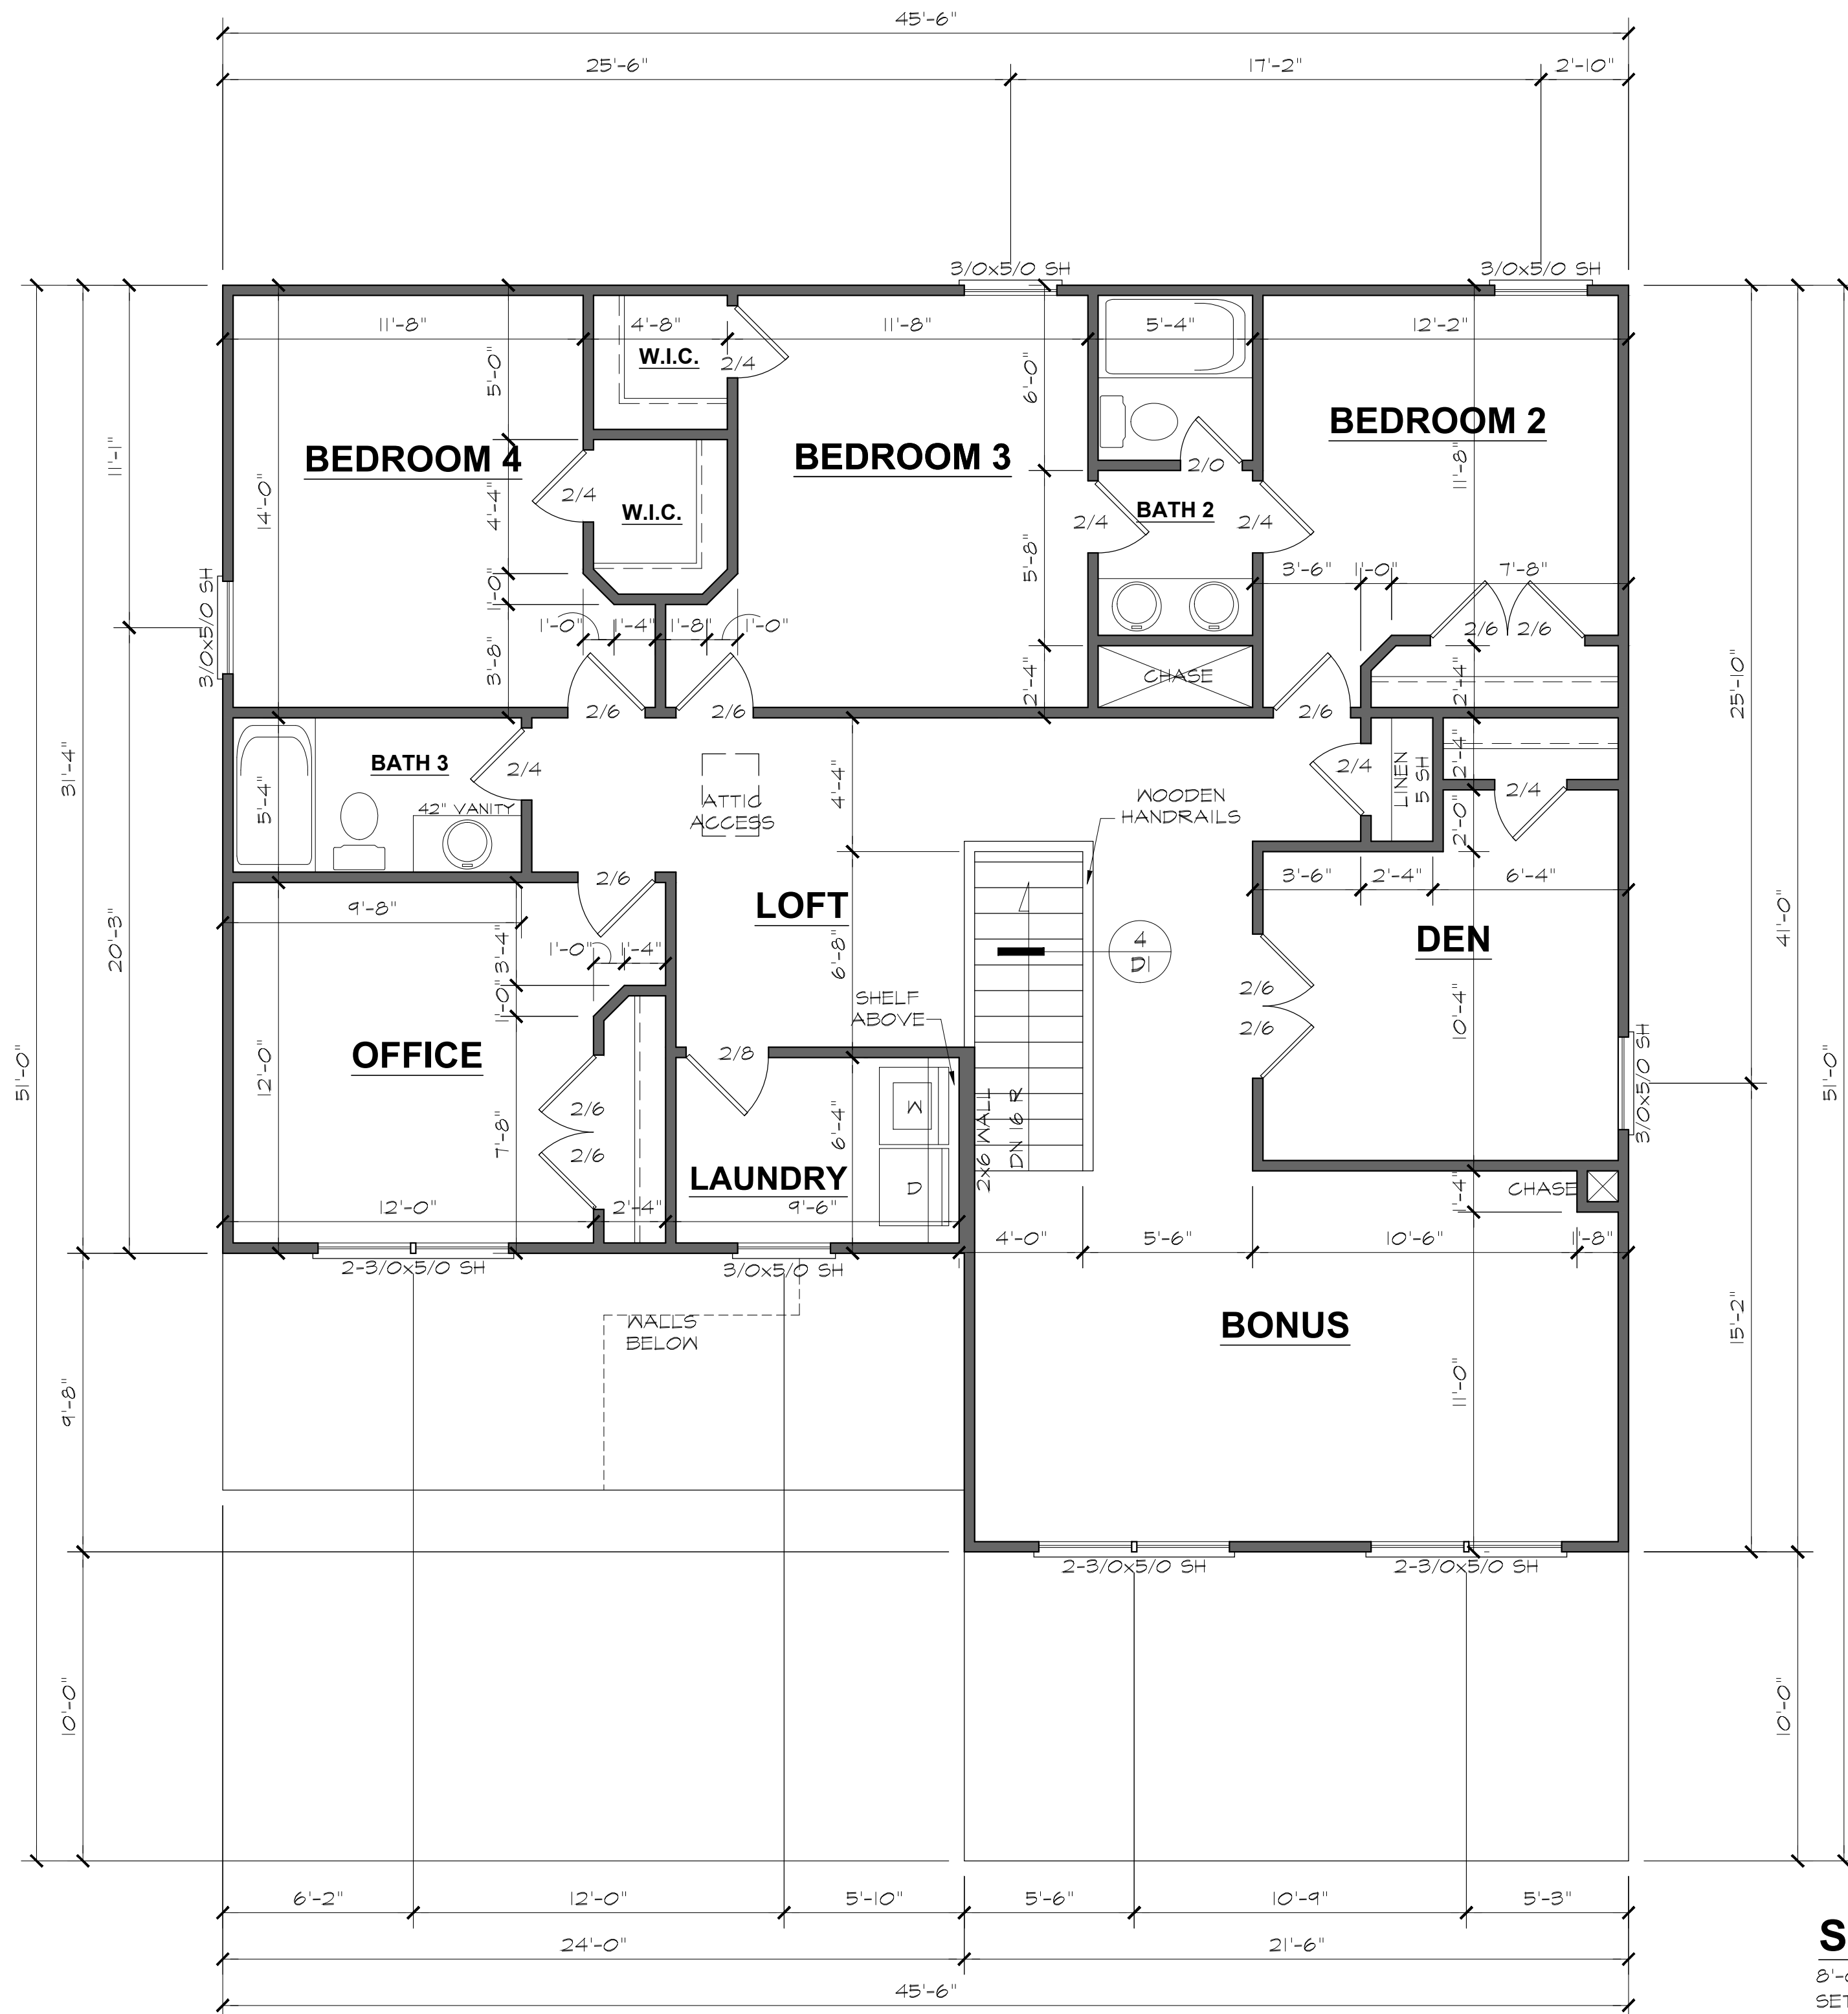 45'-6"
25'-6" 17'-2" 2'-10"
3/0x5/0 SH 3/0x5/0 SH
11'-8" 4'-8" 11'-8" 5'-4" 12'-2"
W.I.C.
2/4
5'-0"
6'-0"
BEDROOM 4
BEDROOM 3
BEDROOM 2
11'-8"
11'-1"
14'-0"
4'-4"
2/4
W.I.C.
2/0
2/4
BATH 2
2/4
5'-8"
3'-6" 1'-0" 7'-8"
3/0x5/0 SH
1'-0"
1'-0" 1'-4" 1'-8" 1'-0"
2/6 2/6
3'-8"
2'-4"
CHASE
2'-4"
2/6 2/6 2/6
25'-10"
31'-4"
BATH 3
2/4
5'-4"
42" VANITY
ATTIC
ACCESS
4'-4"
WOODEN
HANDRAILS
2/4
LINEN
5 SH
2'-4"
2/4
2'-0"
2/6
9'-8"
LOFT
3'-6" 2'-4" 6'-4"
20'-3"
41'-0"
1'-0" 1'-4"
3'-4"
6'-8"
4
D1
DEN
1'-0"
SHELF
ABOVE
2/6
2/6
10'-4"
OFFICE
12'-0"
2/8
3/0x5/0 SH
51'-0"
51'-0"
2/6
2/6
7'-8"
W
6'-4"
2x6 WALL
DN 16 R
LAUNDRY
D
CHASE
1'-4"
12'-0" 2'-4" 9'-6"
4'-0" 5'-6" 10'-6" 1'-8"
2-3/0x5/0 SH 3/0x5/0 SH
WALLS
BELOW
BONUS
15'-2"
9'-8"
11'-0"
2-3/0x5/0 SH 2-3/0x5/0 SH
10'-0"
10'-0"
6'-2" 12'-0" 5'-10" 5'-6" 10'-9" 5'-3"
24'-0" 21'-6"
45'-6"
S
8'-
SE